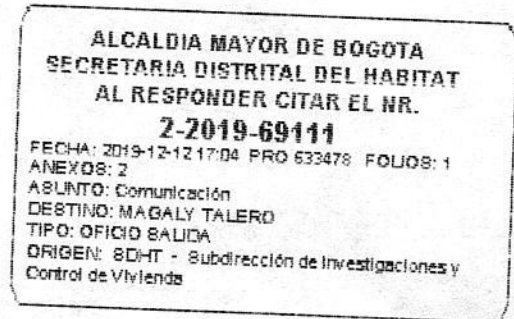 ALCALDIA MAYOR DE BOGOTA
SECRETARIA DISTRITAL DEL HABITAT
AL RESPONDER CITAR EL NR.
2-2019-69111
FECHA: 2019-12-12 17:04 PRO 633478 FOLIOS: 1
ANEXOS: 2
ASUNTO: Comunicación
DESTINO: MAGALY TALERO
TIPO: OFICIO SALIDA
ORIGEN: SDHT - Subdirección de Investigaciones y
Control de Vivienda